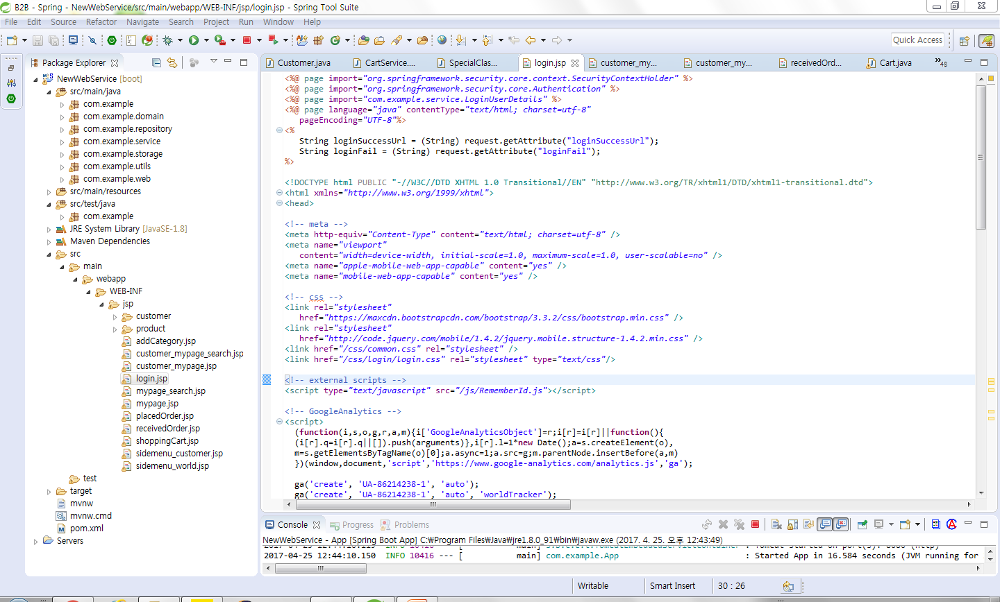 B2B - Spring - NewWebService/src/main/webapp/WEB-INF/jsp/login.jsp - Spring Tool Suite
File Edit Source Refactor Navigate Search Project Run Window Help
Quick Access
Package Explorer
NewWebService [boot]
src/main/java
com.example
com.example.domain
com.example.repository
com.example.service
com.example.storage
com.example.utils
com.example.web
src/main/resources
src/test/java
com.example
JRE System Library [JavaSE-1.8]
Maven Dependencies
src
main
webapp
WEB-INF
jsp
customer
product
addCategory.jsp
customer_mypage_search.jsp
customer_mypage.jsp
login.jsp
mypage_search.jsp
mypage.jsp
placedOrder.jsp
receivedOrder.jsp
shoppingCart.jsp
sidemenu_customer.jsp
sidemenu_world.jsp
test
target
mvnw
mvnw.cmd
pom.xml
Servers
Customer.java CartService.... SpecialClas... login.jsp customer_my... customer_my... receivedOrd... Cart.java »48
<%@ page import="org.springframework.security.core.context.SecurityContextHolder" %>
<%@ page import="org.springframework.security.core.Authentication" %>
<%@ page import="com.example.service.LoginUserDetails" %>
<%@ page language="java" contentType="text/html; charset=utf-8"
pageEncoding="UTF-8"%>
<%
String loginSuccessUrl = (String) request.getAttribute("loginSuccessUrl");
String loginFail = (String) request.getAttribute("loginFail");
%>
<!DOCTYPE html PUBLIC "-//W3C//DTD XHTML 1.0 Transitional//EN" "http://www.w3.org/TR/xhtml1/DTD/xhtml1-transitional.dtd">
<html xmlns="http://www.w3.org/1999/xhtml">
<head>
<!-- meta -->
<meta http-equiv="Content-Type" content="text/html; charset=utf-8" />
<meta name="viewport"
content="width=device-width, initial-scale=1.0, maximum-scale=1.0, user-scalable=no" />
<meta name="apple-mobile-web-app-capable" content="yes" />
<meta name="mobile-web-app-capable" content="yes" />
<!-- css -->
<link rel="stylesheet"
href="https://maxcdn.bootstrapcdn.com/bootstrap/3.3.2/css/bootstrap.min.css" />
<link rel="stylesheet"
href="http://code.jquery.com/mobile/1.4.2/jquery.mobile.structure-1.4.2.min.css" />
<link href="/css/common.css" rel="stylesheet" />
<link href="/css/login/login.css" rel="stylesheet" type="text/css"/>
<!-- external scripts -->
<script type="text/javascript" src="/js/RememberId.js"></script>
<!-- GoogleAnalytics -->
<script>
(function(i,s,o,g,r,a,m){i['GoogleAnalyticsObject']=r;i[r]=i[r]||function(){
(i[r].q=i[r].q||[]).push(arguments)},i[r].l=1*new Date();a=s.createElement(o),
m=s.getElementsByTagName(o)[0];a.async=1;a.src=g;m.parentNode.insertBefore(a,m)
})(window,document,'script','https://www.google-analytics.com/analytics.js','ga');
ga('create', 'UA-86214238-1', 'auto');
ga('create', 'UA-86214238-1', 'auto', 'worldTracker');
Console Progress Problems
NewWebService - App [Spring Boot App] C:₩Program Files₩Java₩jre1.8.0_91₩bin₩javaw.exe (2017. 4. 25. 오후 12:43:49)
2017-04-25 12:44:10.150 INFO 10416 --- [ main] com.example.App : Started App in 16.584 seconds (JVM running for
Writable Smart Insert 30 : 26